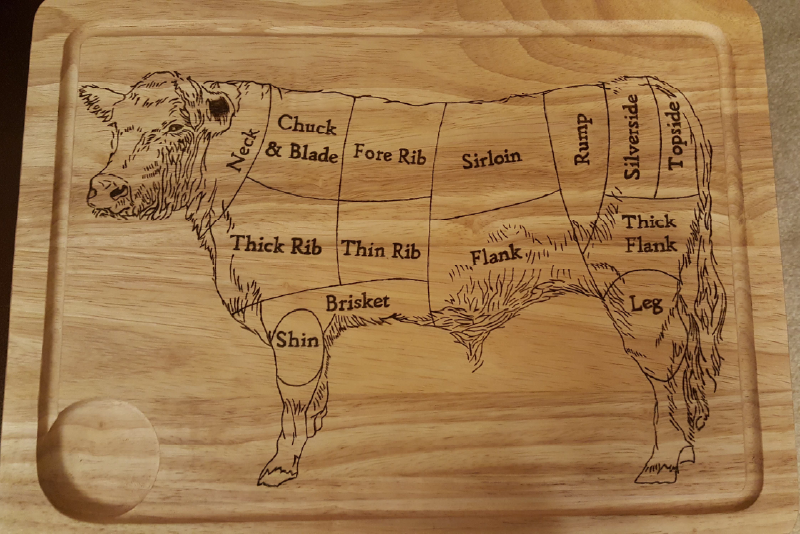 Neck
Chuck
& Blade
Fore Rib
Sirloin
Rump
Silverside
Topside
Thick Rib
Thin Rib
Flank
Thick
Flank
Brisket
Shin
Leg